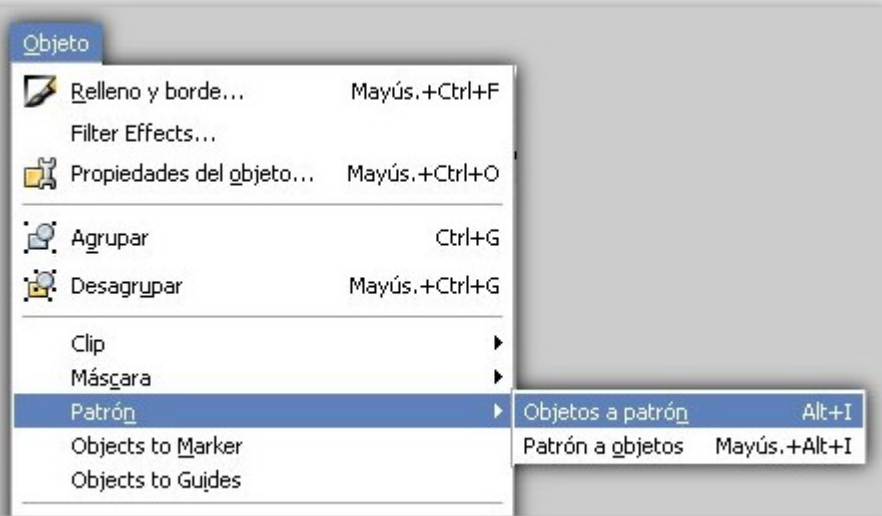 Objeto
Relleno y borde... Mayús.+Ctrl+F
Filter Effects...
Propiedades del objeto... Mayús.+Ctrl+O
Agrupar Ctrl+G
Desagrupar Mayús.+Ctrl+G
Clip
Máscara
Patrón
Objetos a patrón Alt+I
Patrón a objetos Mayús.+Alt+I
Objects to Marker
Objects to Guides